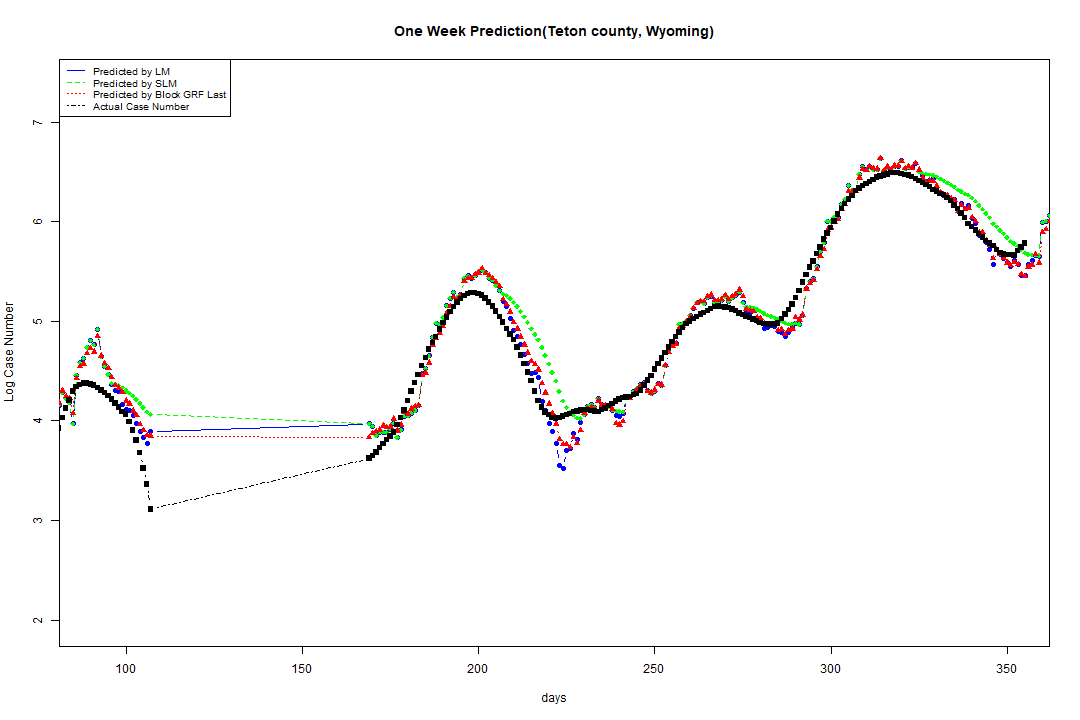 One Week Prediction(Teton county, Wyoming)
Predicted by LM
Predicted by SLM
Predicted by Block GRF Last
Actual Case Number
7
6
5
4
3
2
Log Case Number
100 150 200 250 300 350
days